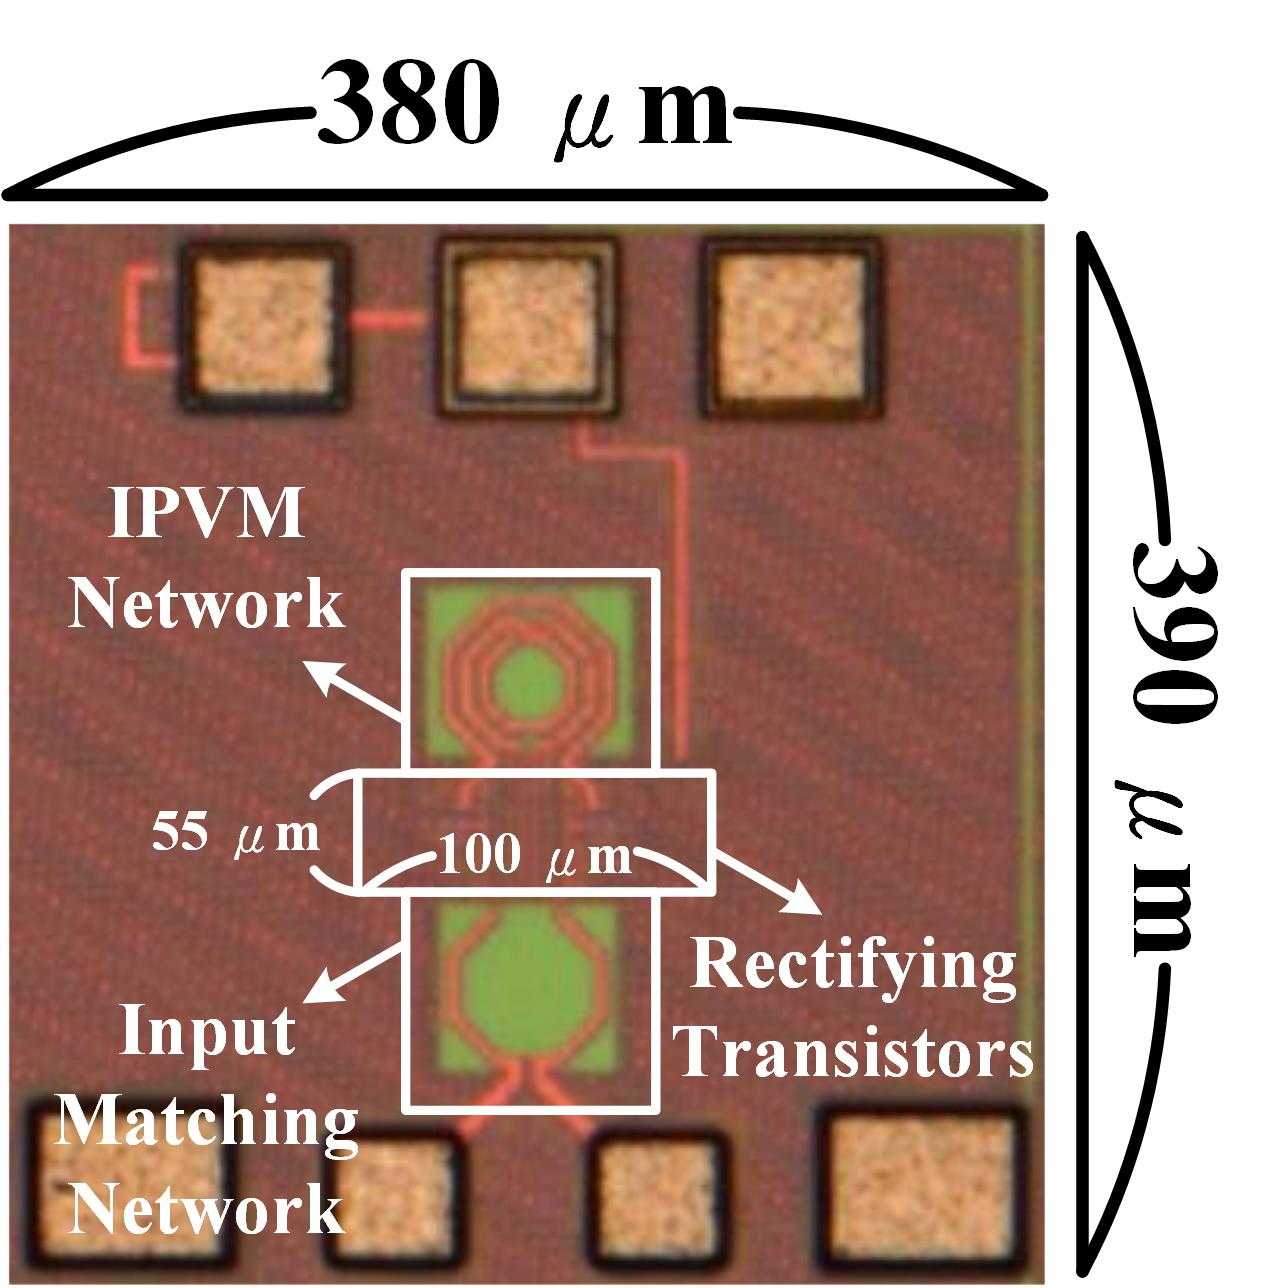 380 μm
390 μm
IPVM
Network
55 μm
100 μm
Rectifying
Transistors
Input
Matching
Network